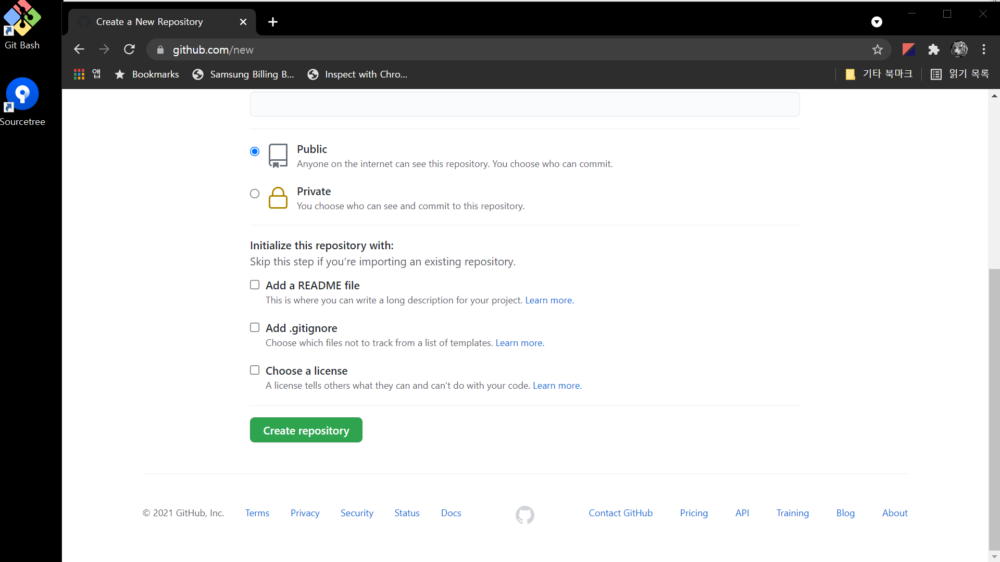 Git Bash
Sourcetree
Create a New Repository
github.com/new
앱
Bookmarks
Samsung Billing B...
Inspect with Chro...
기타 북마크
읽기 목록
Public
Anyone on the internet can see this repository. You choose who can commit.
Private
You choose who can see and commit to this repository.
Initialize this repository with:
Skip this step if you’re importing an existing repository.
Add a README file
This is where you can write a long description for your project. Learn more.
Add .gitignore
Choose which files not to track from a list of templates. Learn more.
Choose a license
A license tells others what they can and can't do with your code. Learn more.
Create repository
© 2021 GitHub, Inc. Terms Privacy Security Status Docs Contact GitHub Pricing API Training Blog About